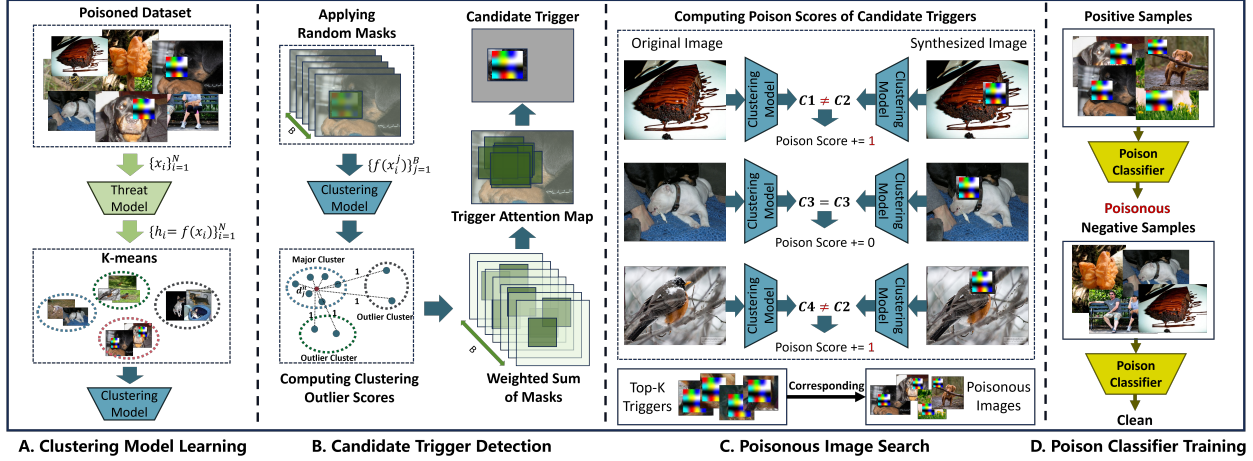 Poisoned Dataset
{x_i}_{i=1}^N
Threat
Model
{h_i = f(x_i)}_{i=1}^N
K-means
Clustering
Model
A. Clustering Model Learning
Applying
Random Masks
B
{f(x_i^j)}_{j=1}^B
Clustering
Model
Major Cluster
d^n
1
1
1
1
Outlier Cluster
Outlier Cluster
Computing Clustering
Outlier Scores
Candidate Trigger
Trigger Attention Map
B
Weighted Sum
of Masks
B. Candidate Trigger Detection
Computing Poison Scores of Candidate Triggers
Original Image
Synthesized Image
Clustering
Model
C1 ≠ C2
Clustering
Model
Poison Score += 1
Clustering
Model
C3 = C3
Clustering
Model
Poison Score += 0
Clustering
Model
C4 ≠ C2
Clustering
Model
Poison Score += 1
Top-K
Triggers
Corresponding
Poisonous
Images
C. Poisonous Image Search
Positive Samples
Poison
Classifier
Poisonous
Negative Samples
Poison
Classifier
Clean
D. Poison Classifier Training